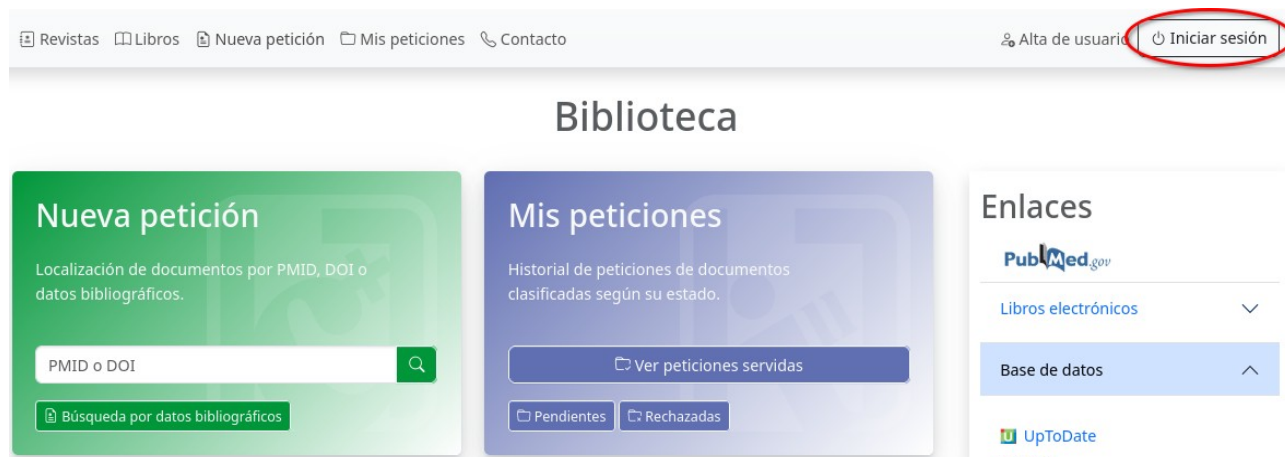 Revistas Libros Nueva petición Mis peticiones Contacto Alta de usuario Iniciar sesión
Biblioteca
Nueva petición
Localización de documentos por PMID, DOI o
datos bibliográficos.
PMID o DOI
Búsqueda por datos bibliográficos
Mis peticiones
Historial de peticiones de documentos
clasificadas según su estado.
Ver peticiones servidas
Pendientes Rechazadas
Enlaces
PubMed.gov
Libros electrónicos
Base de datos
UpToDate